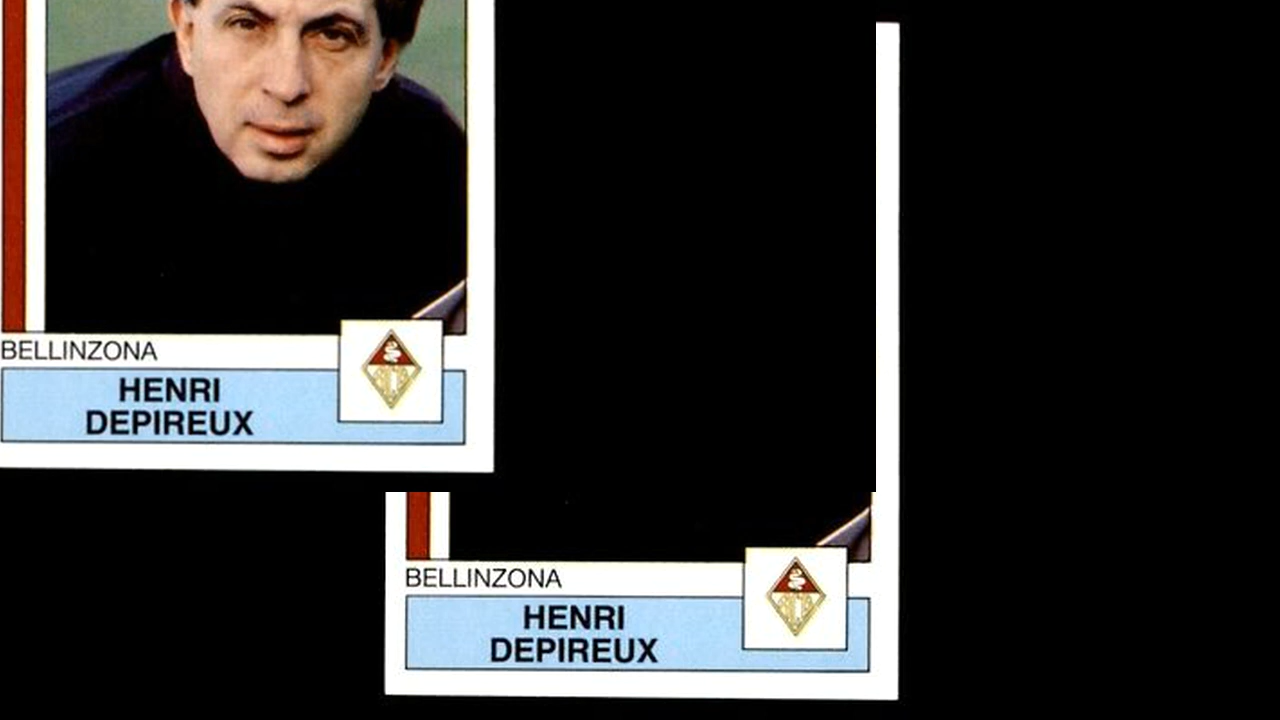 BELLINZONA
HENRI
DEPIREUX
BELLINZONA
HENRI
DEPIREUX